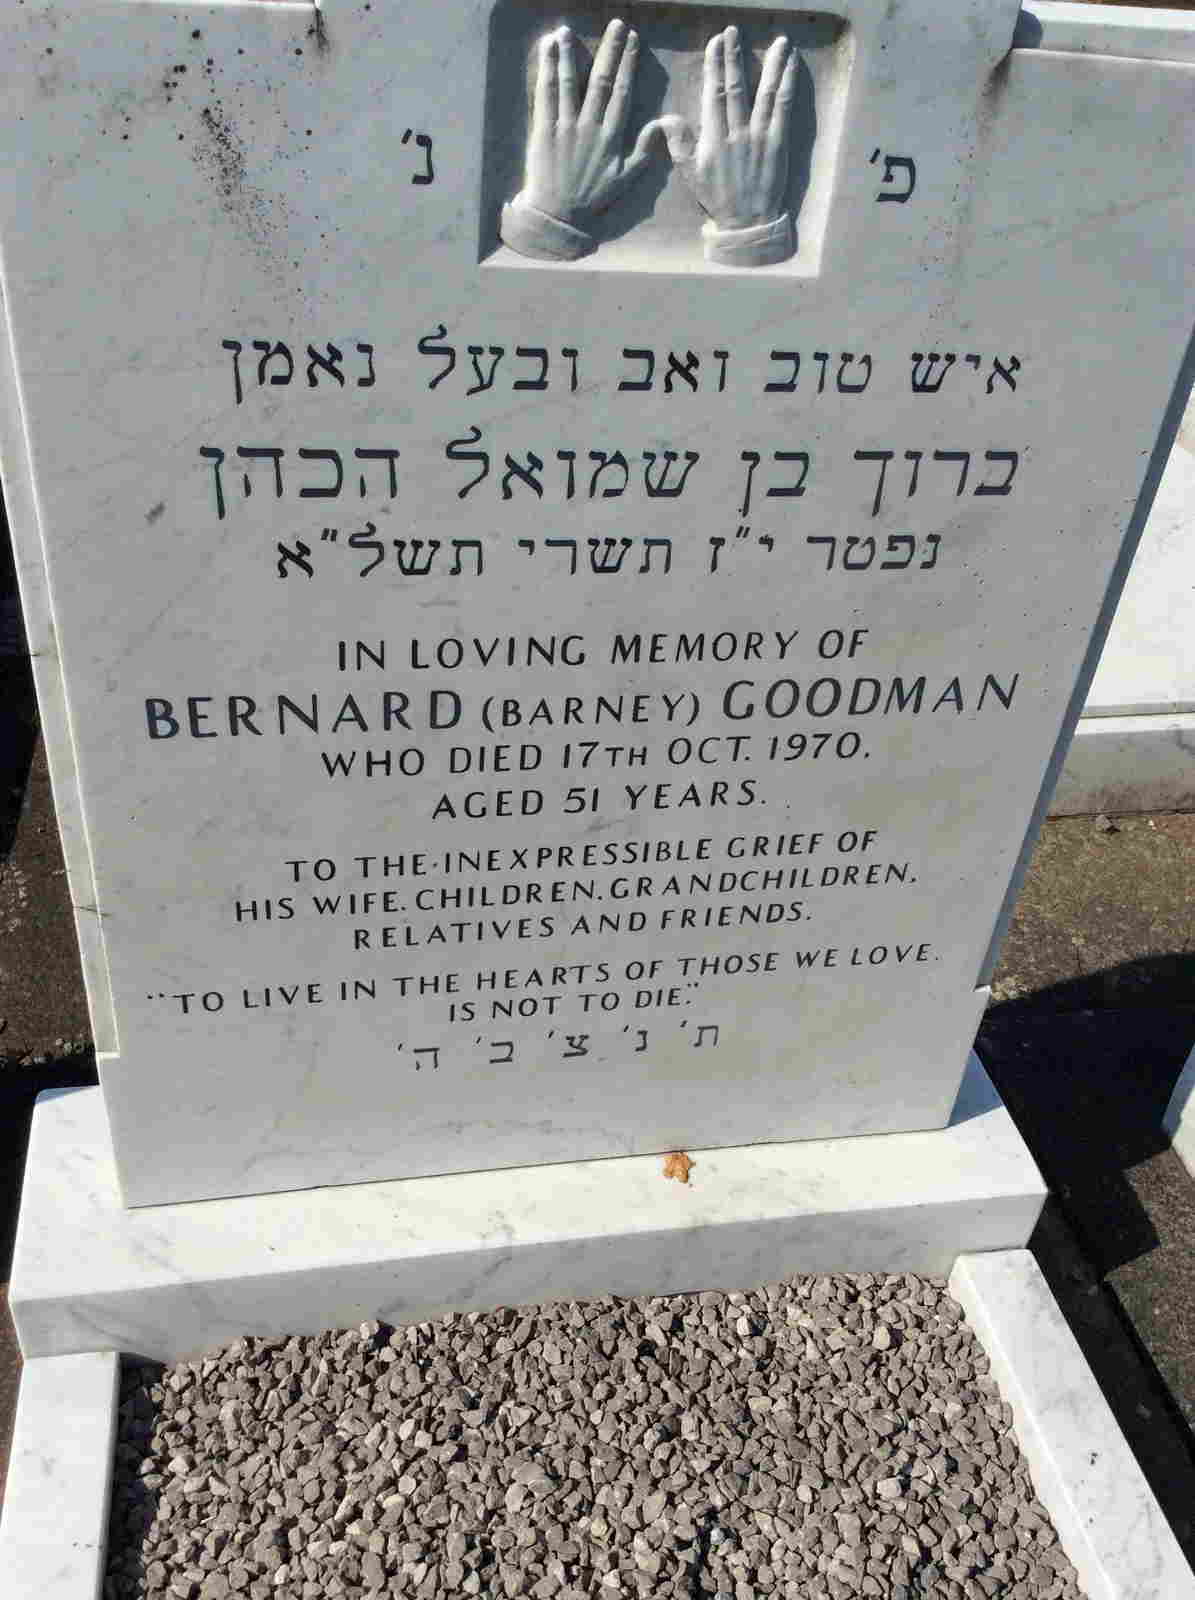 פ' נ'
איש טוב ואב ובעל נאמן
ברוך בן שמואל הכהן
נפטר י"ז תשרי תשל"א
IN LOVING MEMORY OF
BERNARD (BARNEY) GOODMAN
WHO DIED 17TH OCT. 1970.
AGED 51 YEARS.
TO THE INEXPRESSIBLE GRIEF OF
HIS WIFE. CHILDREN. GRANDCHILDREN.
RELATIVES AND FRIENDS.
"TO LIVE IN THE HEARTS OF THOSE WE LOVE.
IS NOT TO DIE."
ת' נ' צ' ב' ה'